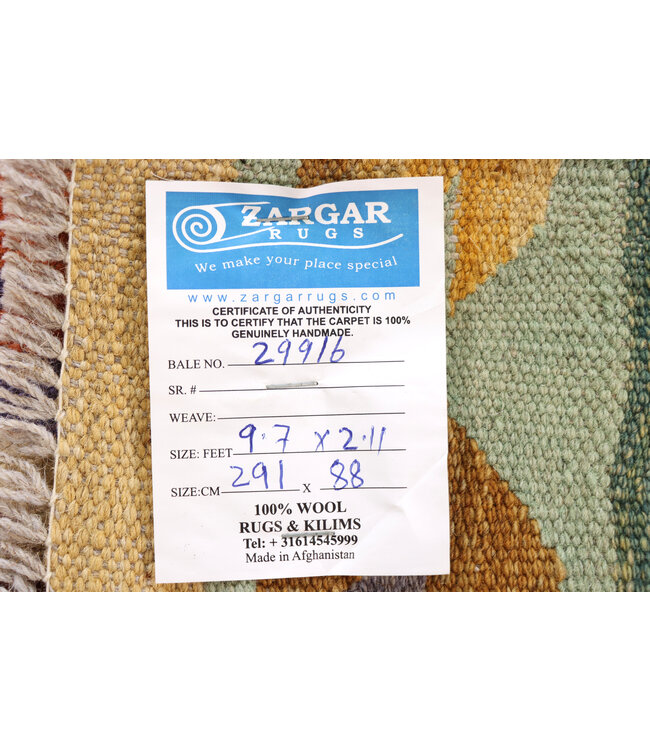 ZARGAR
RUGS
We make your place special
www.zargarrugs.com
CERTIFICATE OF AUTHENTICITY
THIS IS TO CERTIFY THAT THE CARPET IS 100%
GENUINELY HANDMADE.
BALE NO. 29916
SR. #
WEAVE:
SIZE: FEET 9.7 x 2.11
SIZE:CM 291 X 88
100% WOOL
RUGS & KILIMS
Tel: + 31614545999
Made in Afghanistan